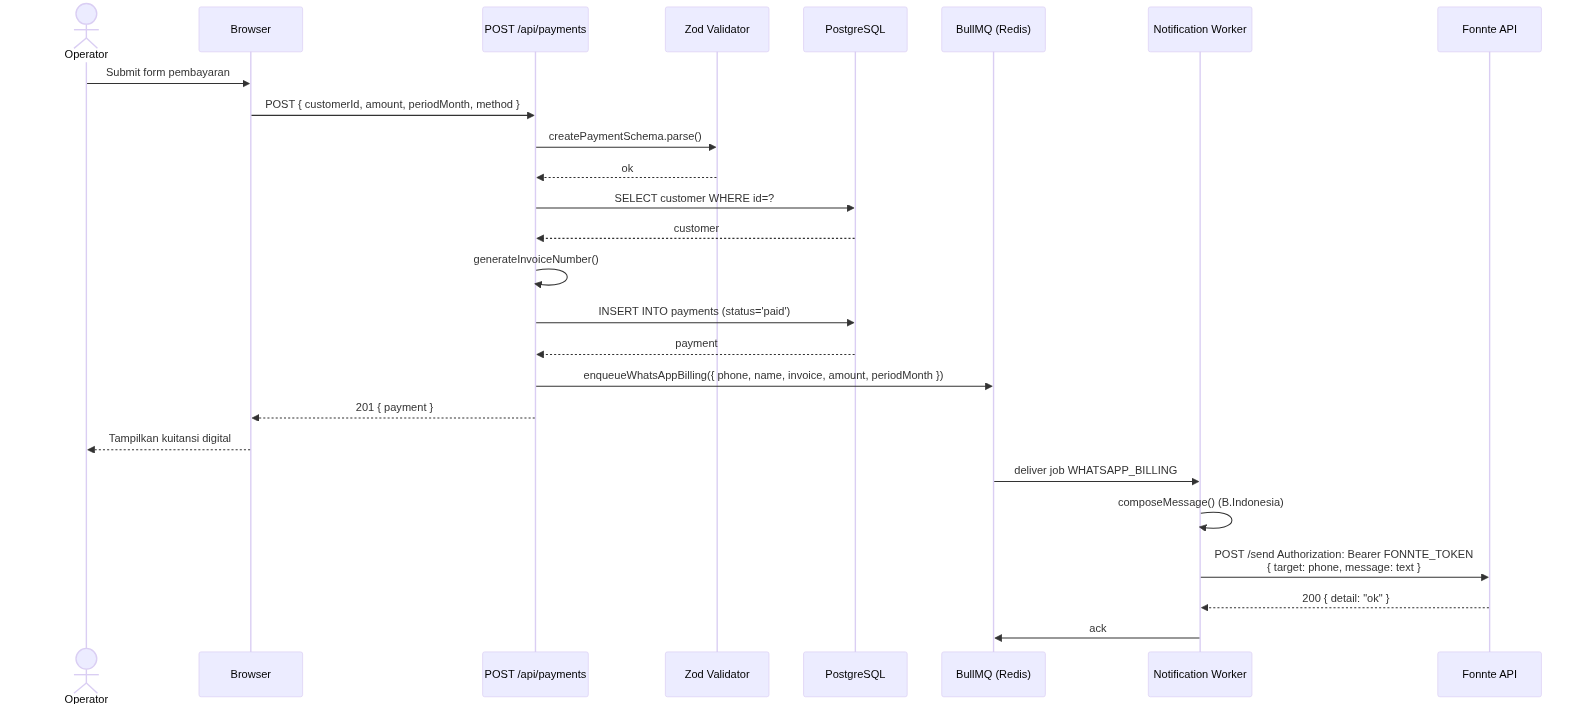 Operator
Browser
POST /api/payments
Zod Validator
PostgreSQL
BullMQ (Redis)
Notification Worker
Fonnte API
Submit form pembayaran
POST { customerId, amount, periodMonth, method }
createPaymentSchema.parse()
ok
SELECT customer WHERE id=?
customer
generateInvoiceNumber()
INSERT INTO payments (status='paid')
payment
enqueueWhatsAppBilling({ phone, name, invoice, amount, periodMonth })
201 { payment }
Tampilkan kuitansi digital
deliver job WHATSAPP_BILLING
composeMessage() (B.Indonesia)
POST /send Authorization: Bearer FONNTE_TOKEN
{ target: phone, message: text }
200 { detail: "ok" }
ack
Operator
Browser
POST /api/payments
Zod Validator
PostgreSQL
BullMQ (Redis)
Notification Worker
Fonnte API